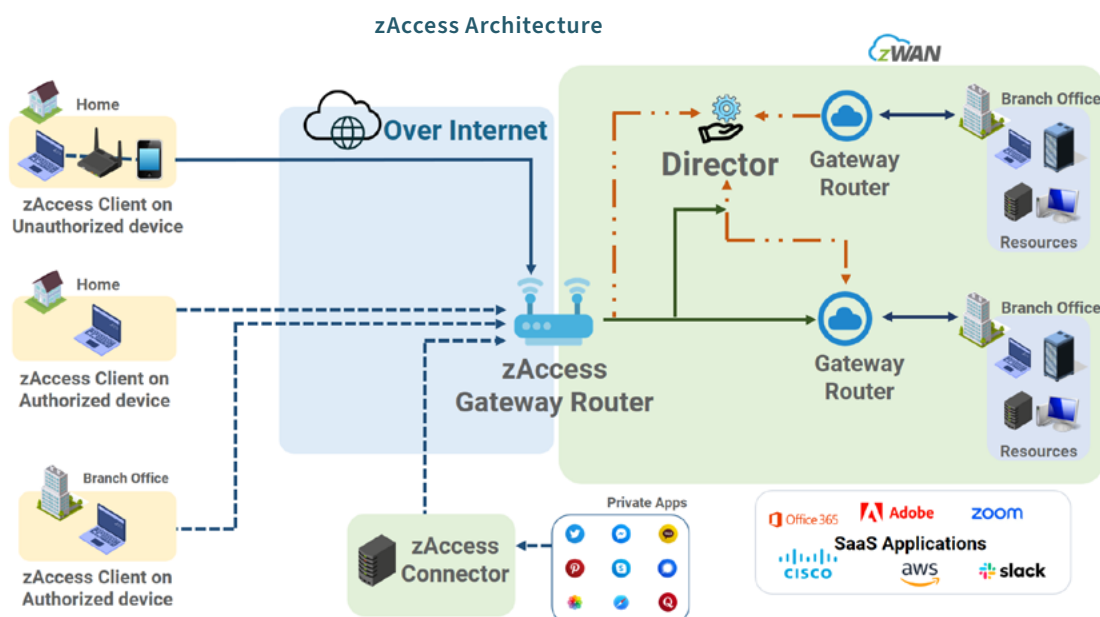 zAccess Architecture
zWAN
Home
zAccess Client on
Unauthorized device
Over Internet
Director
Gateway
Router
Branch Office
Resources
Home
zAccess Client on
Authorized device
zAccess
Gateway Router
Gateway
Router
Branch Office
Resources
Branch Office
zAccess Client on
Authorized device
zAccess
Connector
Private Apps
Office 365
Adobe
zoom
SaaS Applications
CISCO
aws
slack